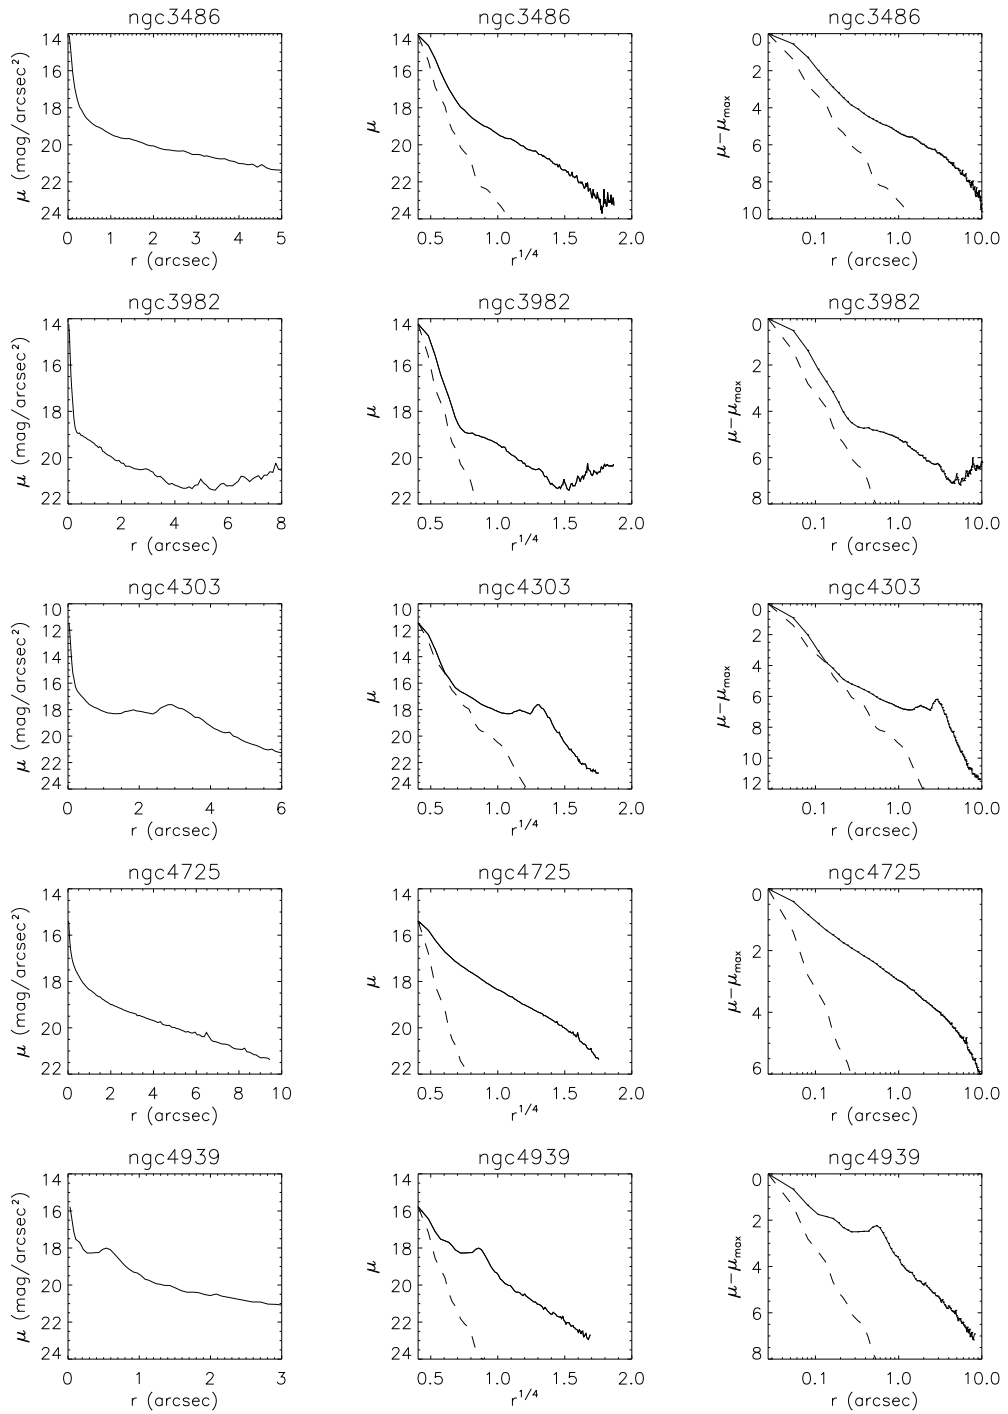 ngc3486 ngc3486 ngc3486
μ (mag/arcsec²) 14 16 18 20 22 24
0 1 2 3 4 5
r (arcsec)
μ 14 16 18 20 22 24
0.5 1.0 1.5 2.0
r^1/4
μ−μmax 0 2 4 6 8 10
0.1 1.0 10.0
r (arcsec)
ngc3982 ngc3982 ngc3982
μ (mag/arcsec²) 14 16 18 20 22
0 2 4 6 8
r (arcsec)
μ 14 16 18 20 22
0.5 1.0 1.5 2.0
r^1/4
μ−μmax 0 2 4 6 8
0.1 1.0 10.0
r (arcsec)
ngc4303 ngc4303 ngc4303
μ (mag/arcsec²) 10 12 14 16 18 20 22 24
0 2 4 6
r (arcsec)
μ 10 12 14 16 18 20 22 24
0.5 1.0 1.5 2.0
r^1/4
μ−μmax 0 2 4 6 8 10 12
0.1 1.0 10.0
r (arcsec)
ngc4725 ngc4725 ngc4725
μ (mag/arcsec²) 14 16 18 20 22
0 2 4 6 8 10
r (arcsec)
μ 14 16 18 20 22
0.5 1.0 1.5 2.0
r^1/4
μ−μmax 0 2 4 6
0.1 1.0 10.0
r (arcsec)
ngc4939 ngc4939 ngc4939
μ (mag/arcsec²) 14 16 18 20 22 24
0 1 2 3
r (arcsec)
μ 14 16 18 20 22 24
0.5 1.0 1.5 2.0
r^1/4
μ−μmax 0 2 4 6 8
0.1 1.0 10.0
r (arcsec)